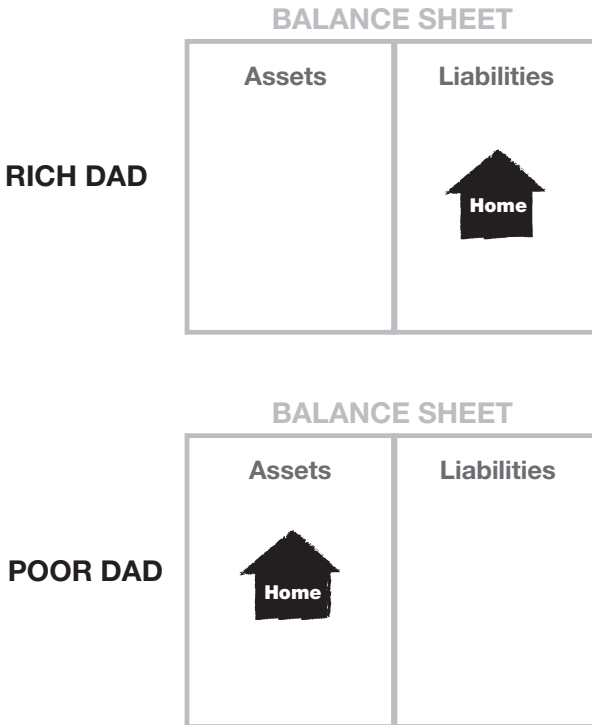 BALANCE SHEET
Assets Liabilities
RICH DAD
Home
BALANCE SHEET
Assets Liabilities
POOR DAD
Home